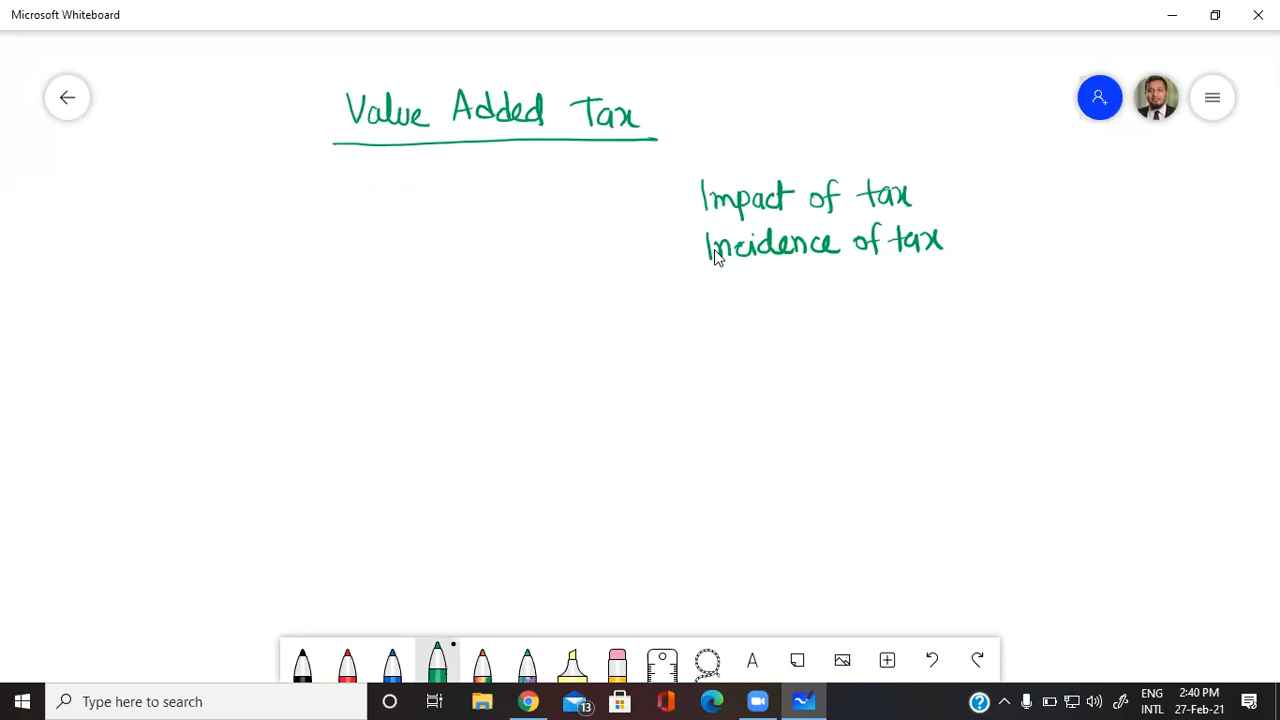 Microsoft Whiteboard
Value Added Tax
Impact of tax
Incidence of tax
A
Type here to search
13
ENG
INTL
2:40 PM
27-Feb-21